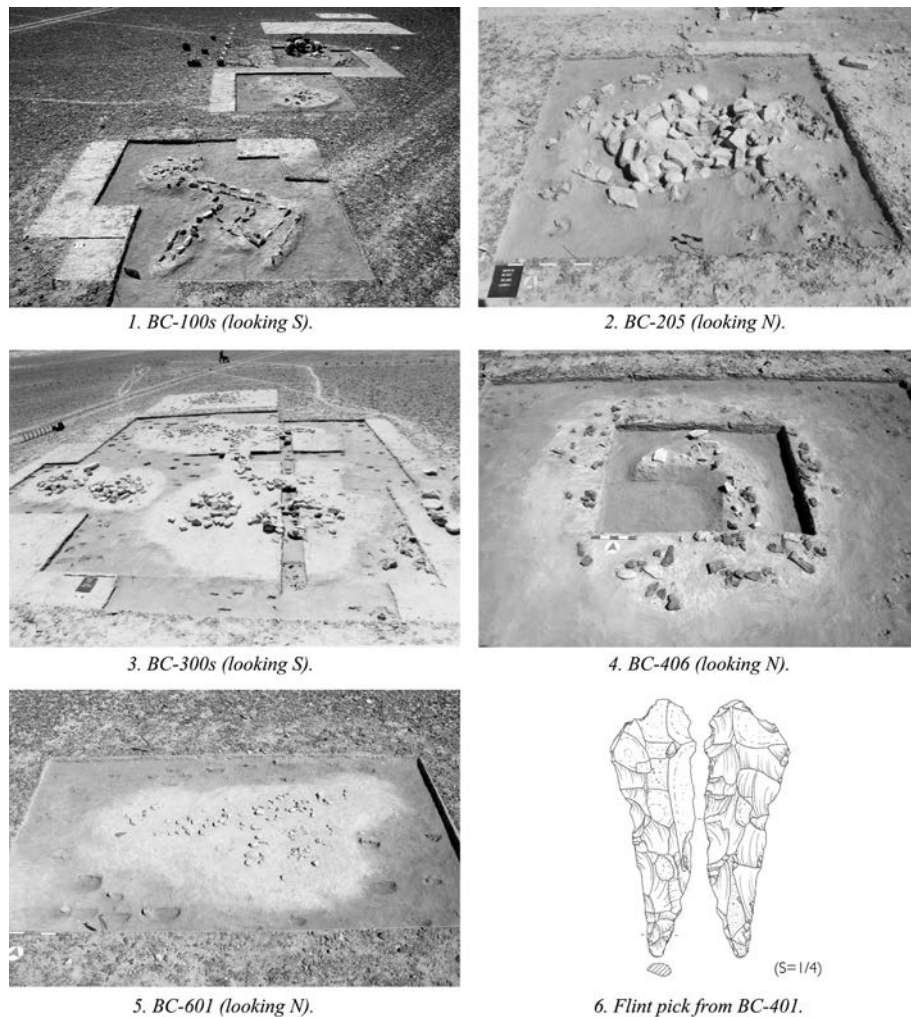 1. BC-100s (looking S).
2. BC-205 (looking N).
3. BC-300s (looking S).
4. BC-406 (looking N).
(S=1/4)
5. BC-601 (looking N).
6. Flint pick from BC-401.